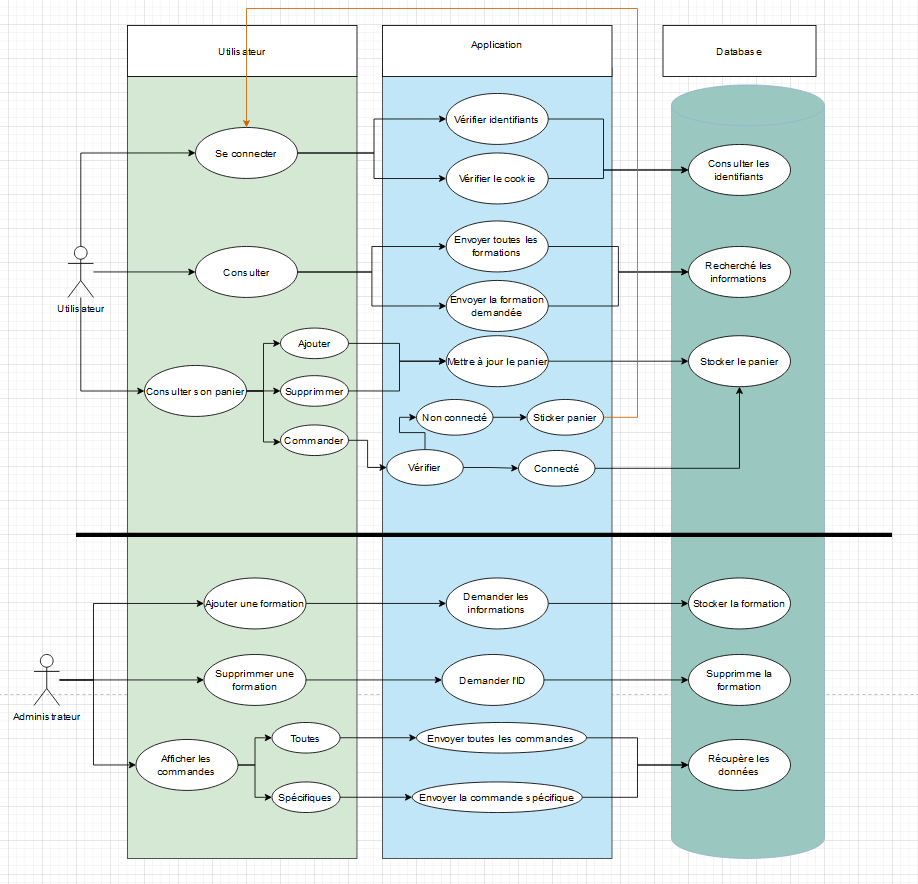 Utilisateur
Application
Database
Se connecter
Vérifier identifiants
Vérifier le cookie
Consulter les
identifiants
Utilisateur
Consulter
Envoyer toutes les
formations
Envoyer la formation
demandée
Recherché les
informations
Consulter son panier
Ajouter
Supprimmer
Commander
Mettre à jour le panier
Stocker le panier
Non connecté
Sticker panier
Vérifier
Connecté
Administrateur
Ajouter une formation
Demander les
informations
Stocker la formation
Supprimmer une
formation
Demander l'ID
Supprimme la
formation
Afficher les
commandes
Toutes
Spécifiques
Envoyer toutes les commandes
Envoyer la commande spécifique
Récupère les
données